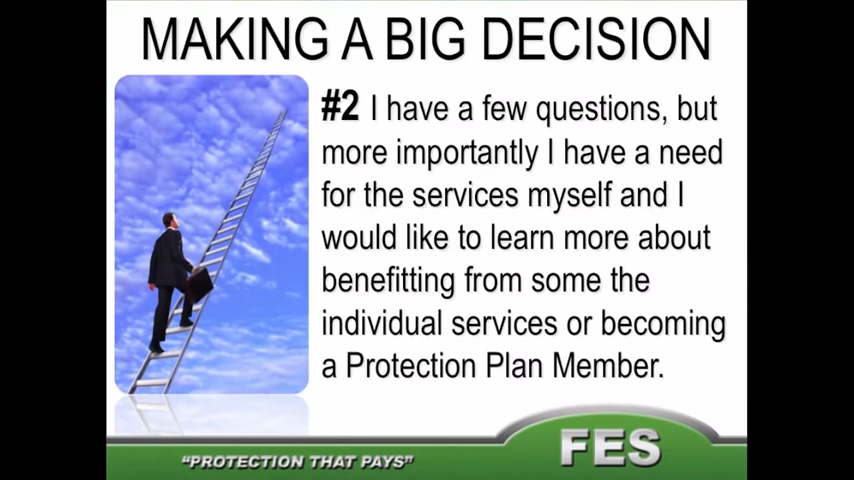 MAKING A BIG DECISION
#2 I have a few questions, but
more importantly I have a need
for the services myself and I
would like to learn more about
benefitting from some the
individual services or becoming
a Protection Plan Member.
"PROTECTION THAT PAYS"
FES